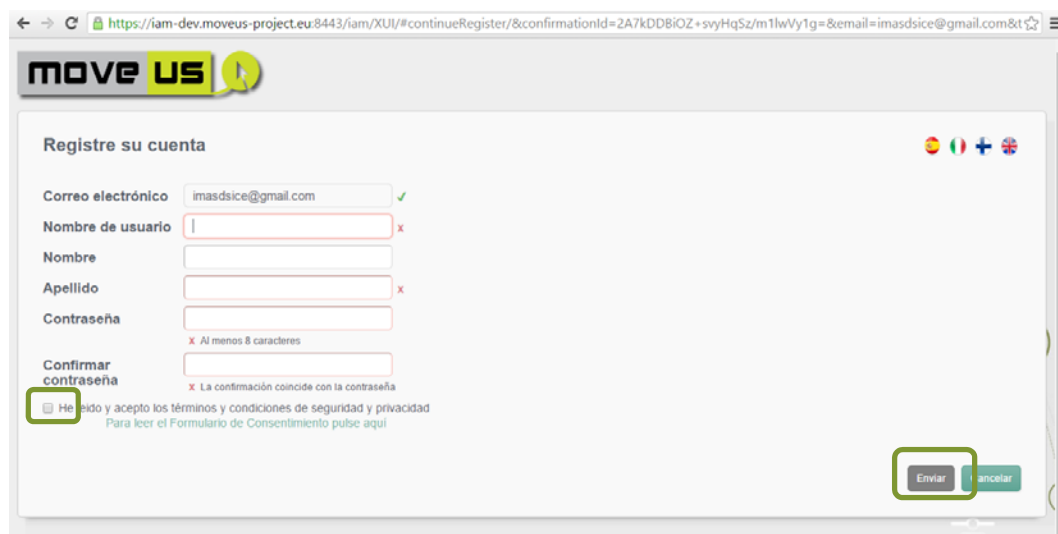 https://iam-dev.moveus-project.eu:8443/iam/XUI/#continueRegister/&confirmationId=2A7kDDBiOZ+svyHqSz/m1lwVy1g=&email=imasdsice@gmail.com&t
move us
Registre su cuenta
Correo electrónico imasdsice@gmail.com
Nombre de usuario x
Nombre
Apellido x
Contraseña
x Al menos 8 caracteres
Confirmar
contraseña
x La confirmación coincide con la contraseña
He leido y acepto los términos y condiciones de seguridad y privacidad
Para leer el Formulario de Consentimiento pulse aquí
Enviar Cancelar